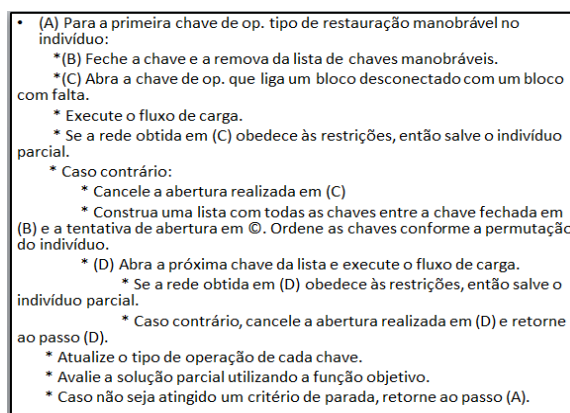 • (A) Para a primeira chave de op. tipo de restauração manobrável no
indivíduo:
*(B) Feche a chave e a remova da lista de chaves manobráveis.
*(C) Abra a chave de op. que liga um bloco desconectado com um bloco
com falta.
* Execute o fluxo de carga.
* Se a rede obtida em (C) obedece às restrições, então salve o indivíduo
parcial.
* Caso contrário:
* Cancele a abertura realizada em (C)
* Construa uma lista com todas as chaves entre a chave fechada em
(B) e a tentativa de abertura em ©. Ordene as chaves conforme a permutação
do indivíduo.
* (D) Abra a próxima chave da lista e execute o fluxo de carga.
* Se a rede obtida em (D) obedece às restrições, então salve o
indivíduo parcial.
* Caso contrário, cancele a abertura realizada em (D) e retorne
ao passo (D).
* Atualize o tipo de operação de cada chave.
* Avalie a solução parcial utilizando a função objetivo.
* Caso não seja atingido um critério de parada, retorne ao passo (A).